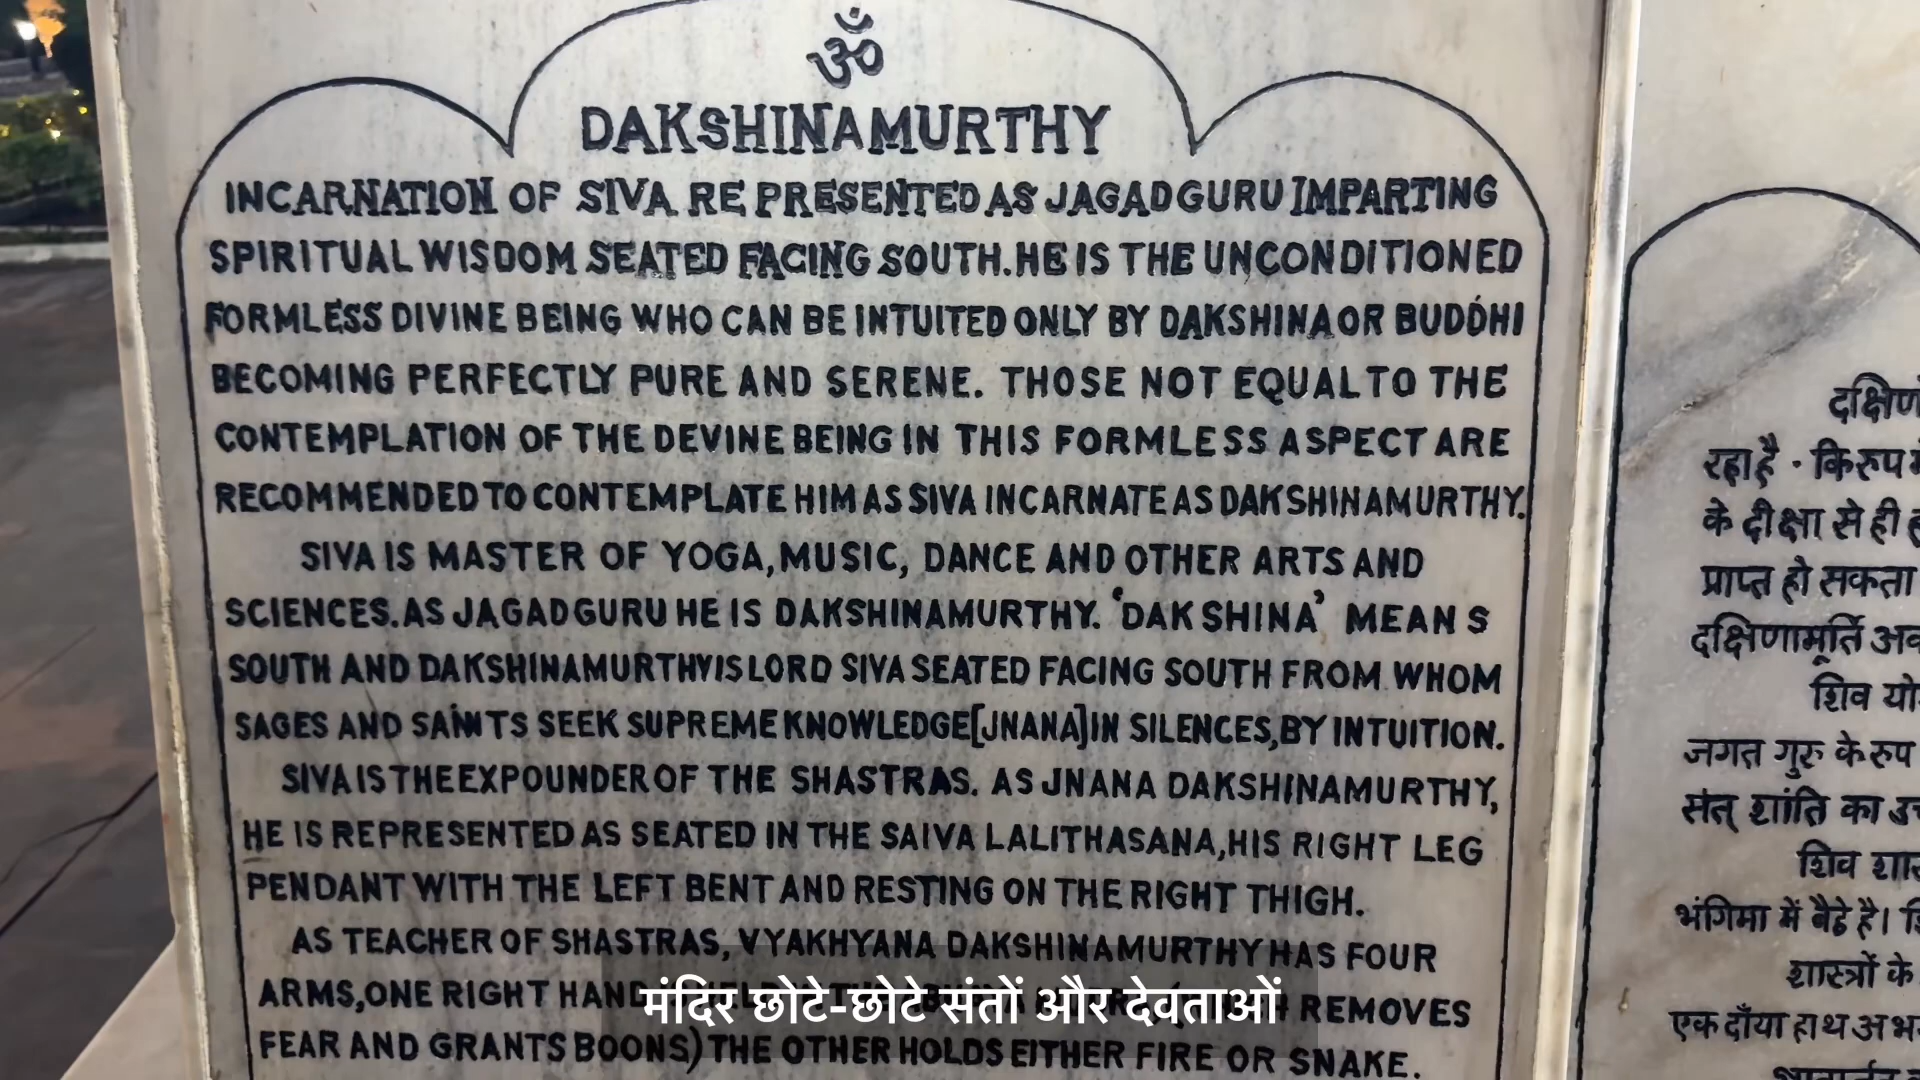 ॐ
DAKSHINAMURTHY
INCARNATION OF SIVA REPRESENTED AS JAGADGURU IMPARTING
SPIRITUAL WISDOM SEATED FACING SOUTH. HE IS THE UNCONDITIONED
FORMLESS DIVINE BEING WHO CAN BE INTUITED ONLY BY DAKSHINA OR BUDDHI
BECOMING PERFECTLY PURE AND SERENE. THOSE NOT EQUAL TO THE
CONTEMPLATION OF THE DEVINE BEING IN THIS FORMLESS ASPECT ARE
RECOMMENDED TO CONTEMPLATE HIM AS SIVA INCARNATE AS DAKSHINAMURTHY.
SIVA IS MASTER OF YOGA, MUSIC, DANCE AND OTHER ARTS AND
SCIENCES. AS JAGADGURU HE IS DAKSHINAMURTHY. 'DAKSHINA' MEANS
SOUTH AND DAKSHINAMURTHY IS LORD SIVA SEATED FACING SOUTH FROM WHOM
SAGES AND SAINTS SEEK SUPREME KNOWLEDGE [JNANA] IN SILENCES, BY INTUITION.
SIVA IS THE EXPOUNDER OF THE SHASTRAS. AS JNANA DAKSHINAMURTHY,
HE IS REPRESENTED AS SEATED IN THE SAIVA LALITHASANA, HIS RIGHT LEG
PENDANT WITH THE LEFT BENT AND RESTING ON THE RIGHT THIGH.
AS TEACHER OF SHASTRAS, VYAKHYANA DAKSHINAMURTHY HAS FOUR
ARMS, ONE RIGHT HAND REMOVES
FEAR AND GRANTS BOONS) THE OTHER HOLDS EITHER FIRE OR SNAKE.
मंदिर छोटे-छोटे संतों और देवताओं
रहा है · कि रुप
के दीक्षा से ही
प्राप्त हो सकता
दक्षिणामूर्ति
शिव
जगत गुरु के रुप
संत् शांति का
शिव
भंगिमा में बैठे है।
शास्त्रों के
एक दाँया हाथ